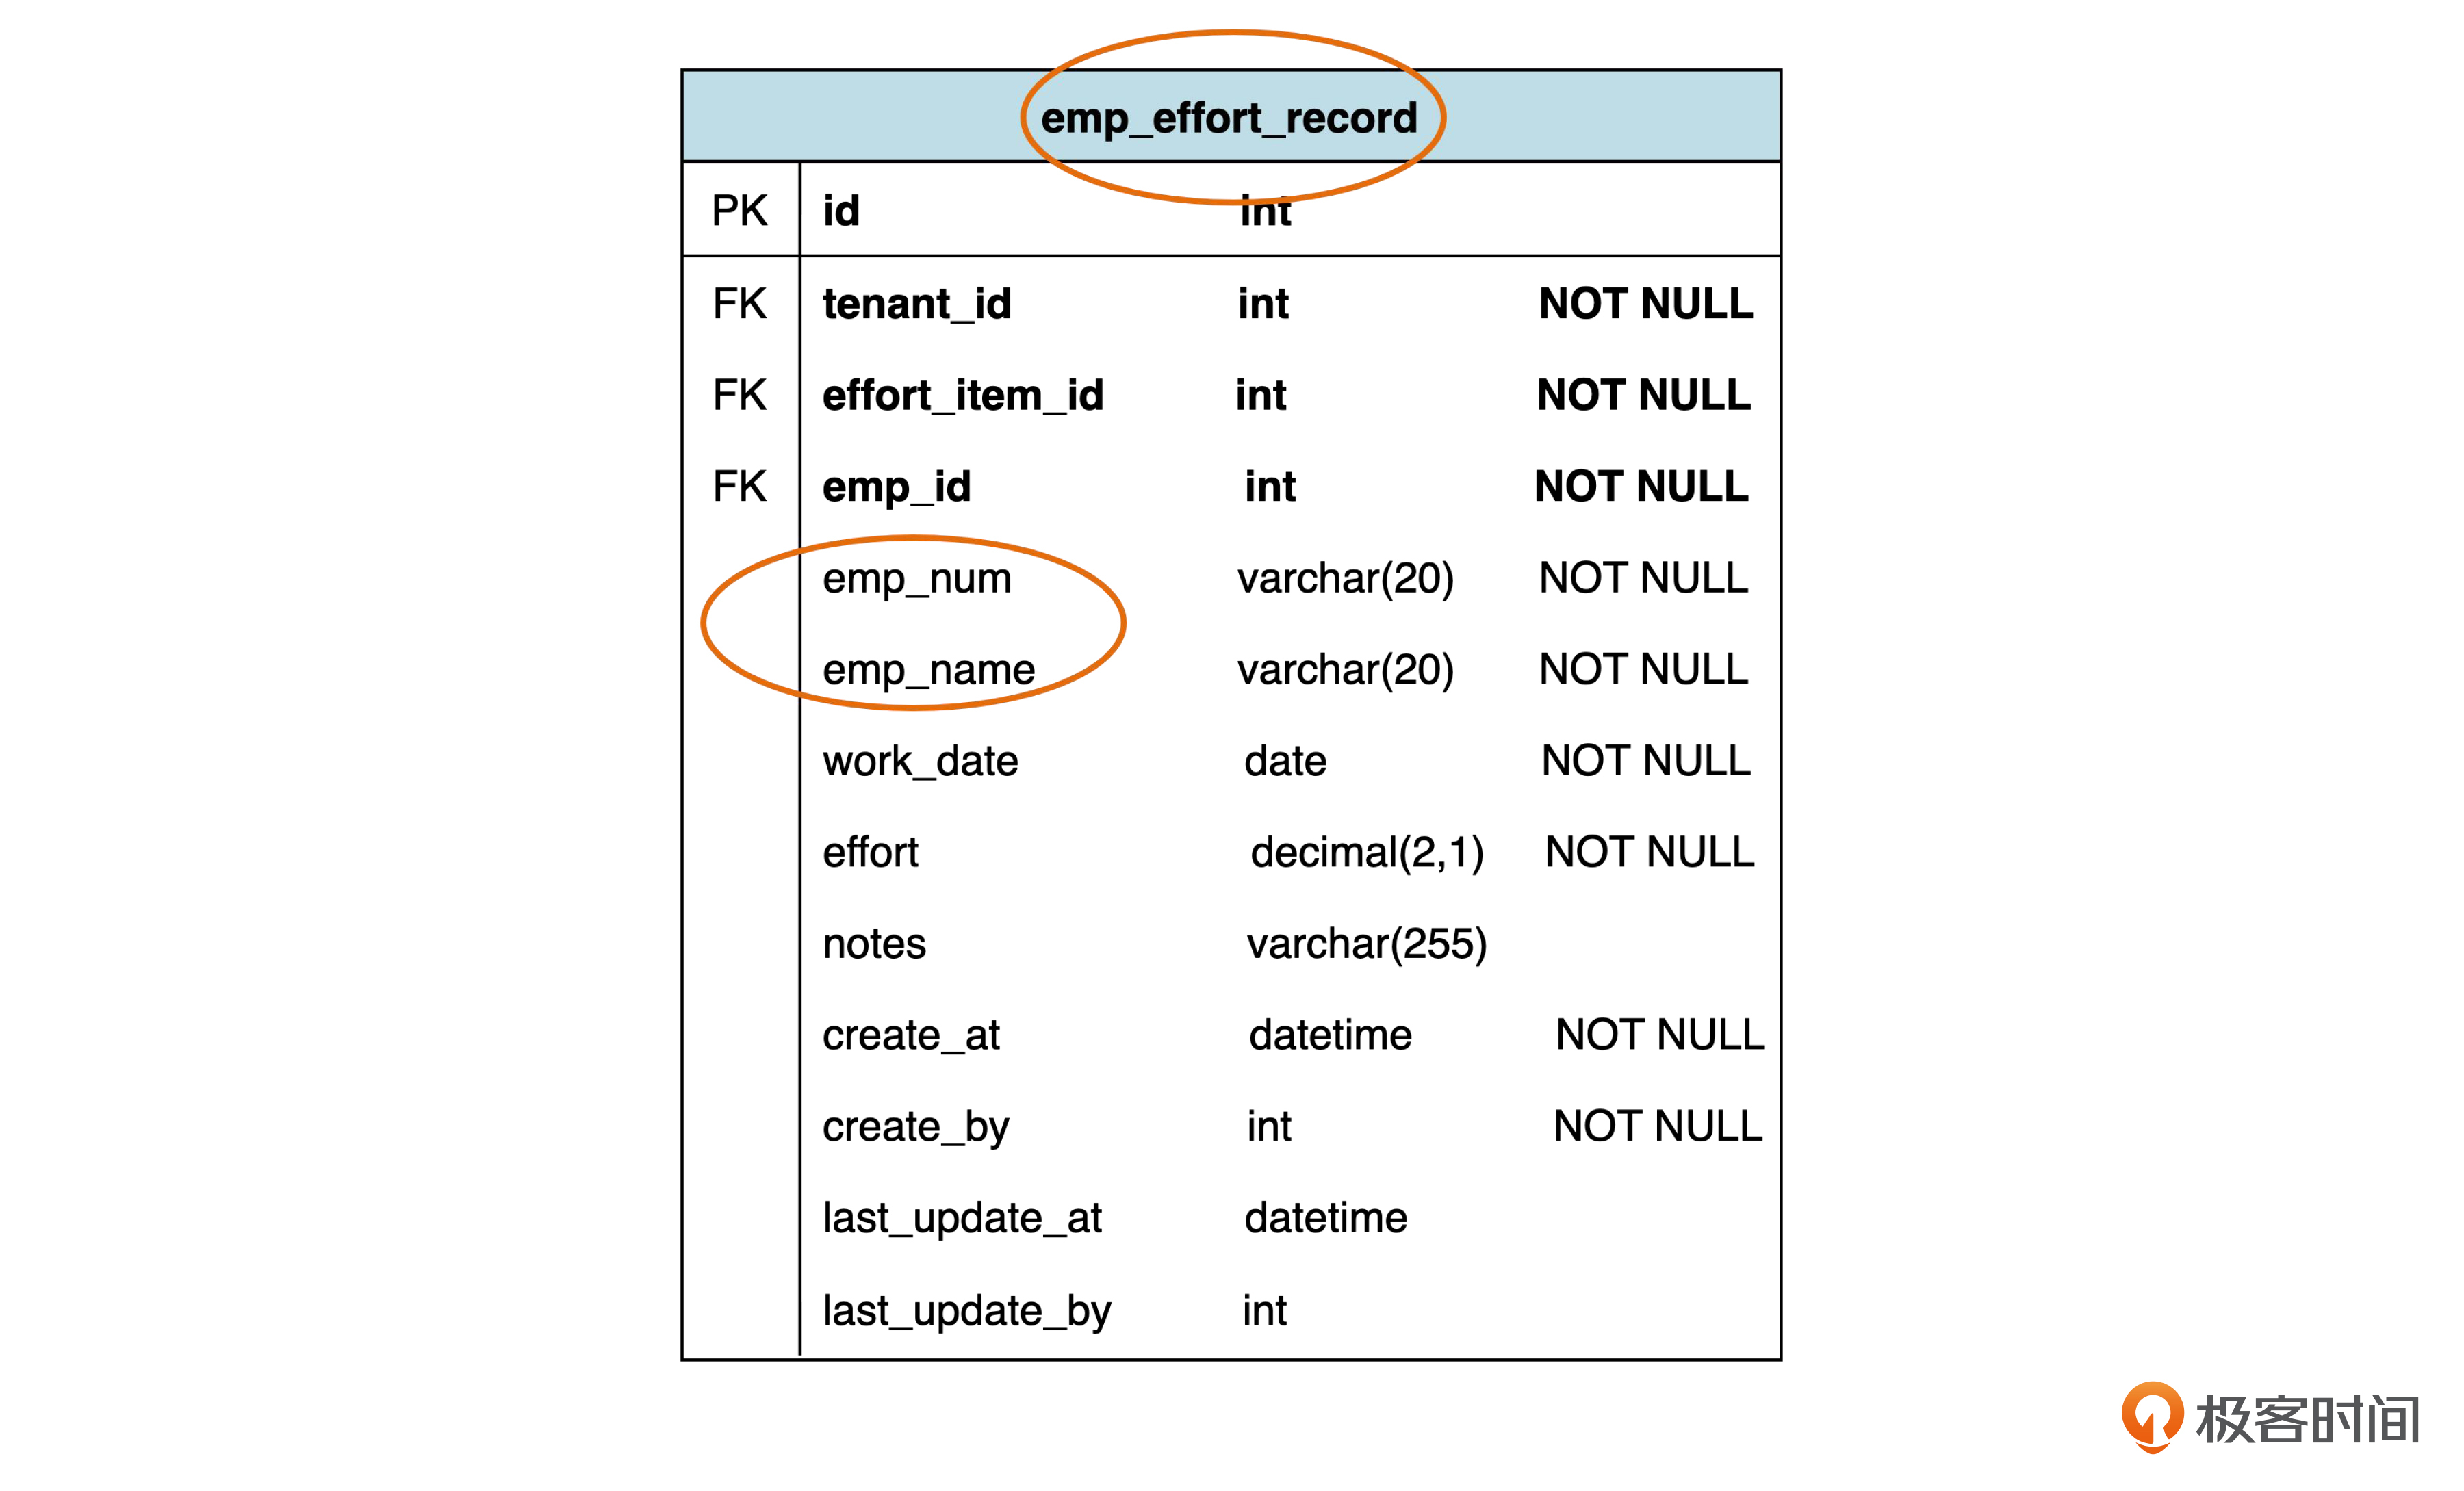 emp_effort_record
PK id int
FK tenant_id int NOT NULL
FK effort_item_id int NOT NULL
FK emp_id int NOT NULL
emp_num varchar(20) NOT NULL
emp_name varchar(20) NOT NULL
work_date date NOT NULL
effort decimal(2,1) NOT NULL
notes varchar(255)
create_at datetime NOT NULL
create_by int NOT NULL
last_update_at datetime
last_update_by int
极客时间